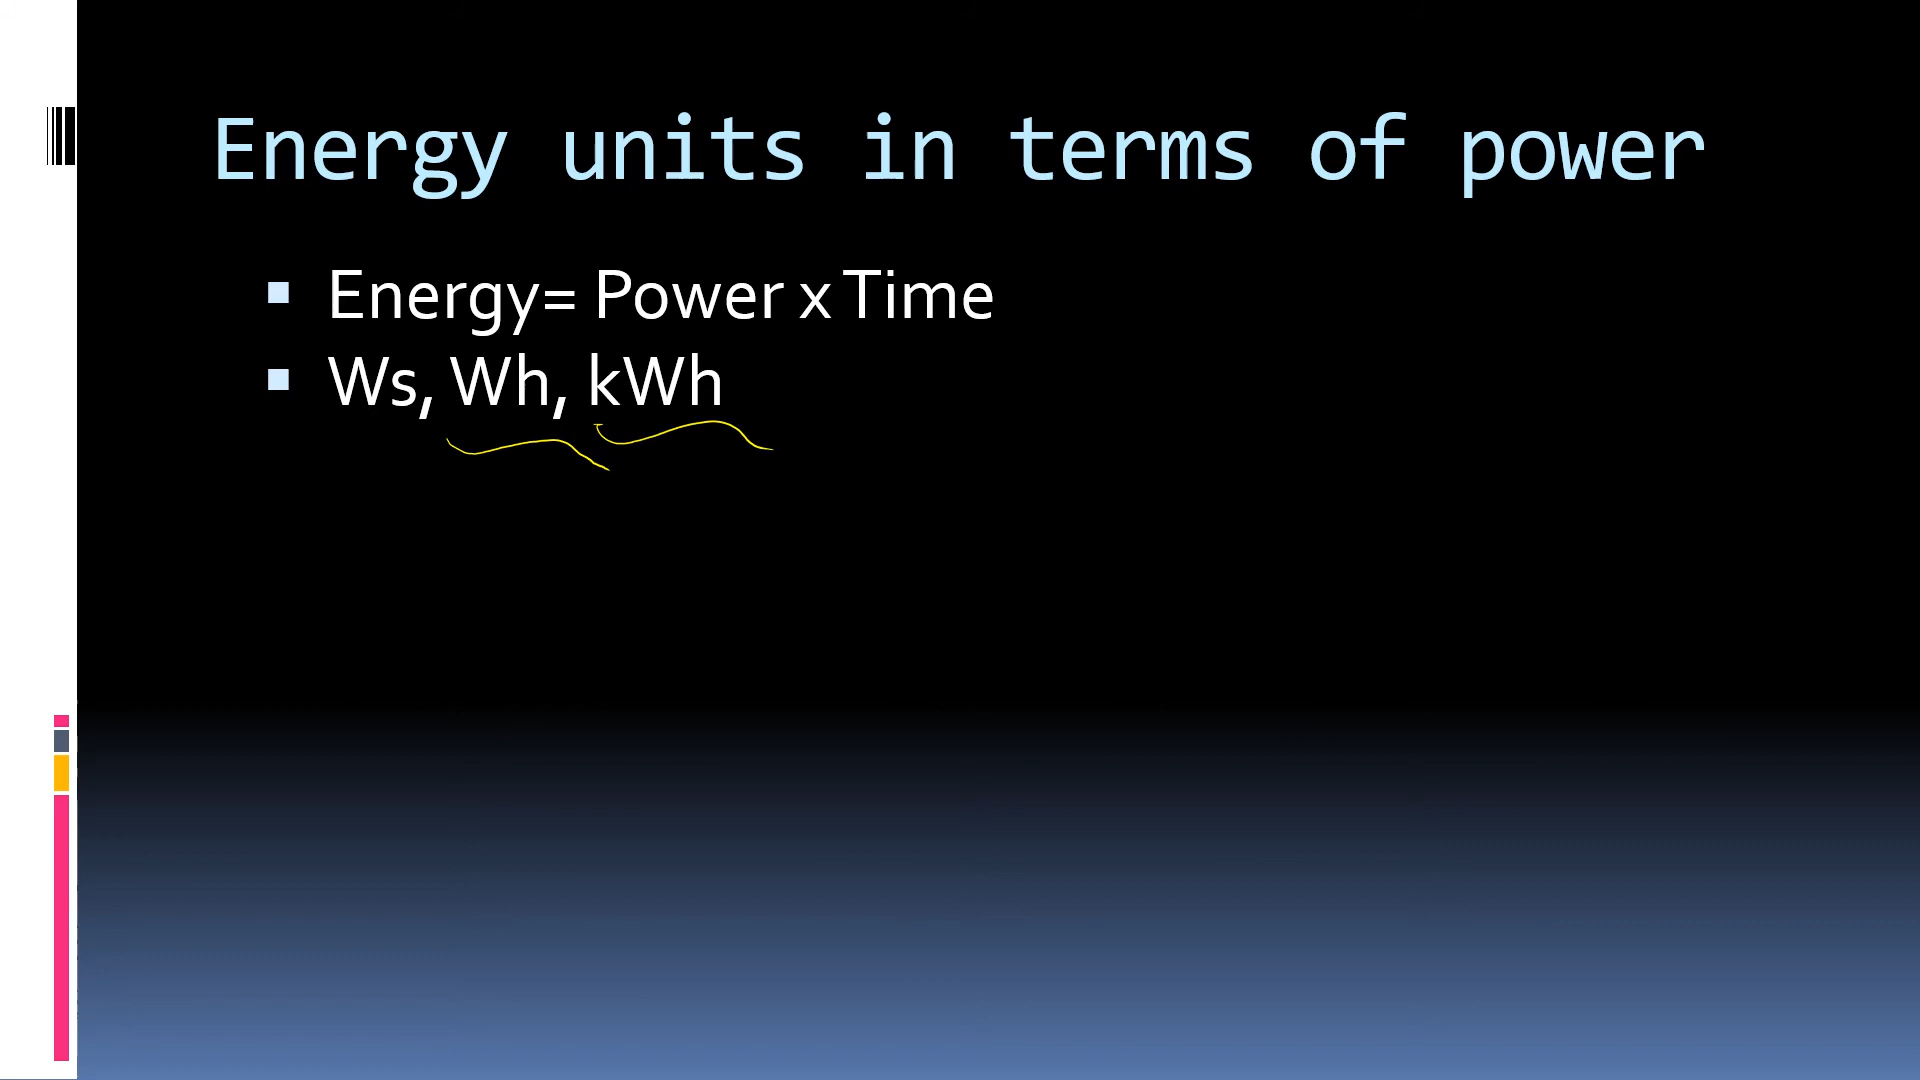 Energy units in terms of power
Energy= Power x Time
Ws, Wh, kWh